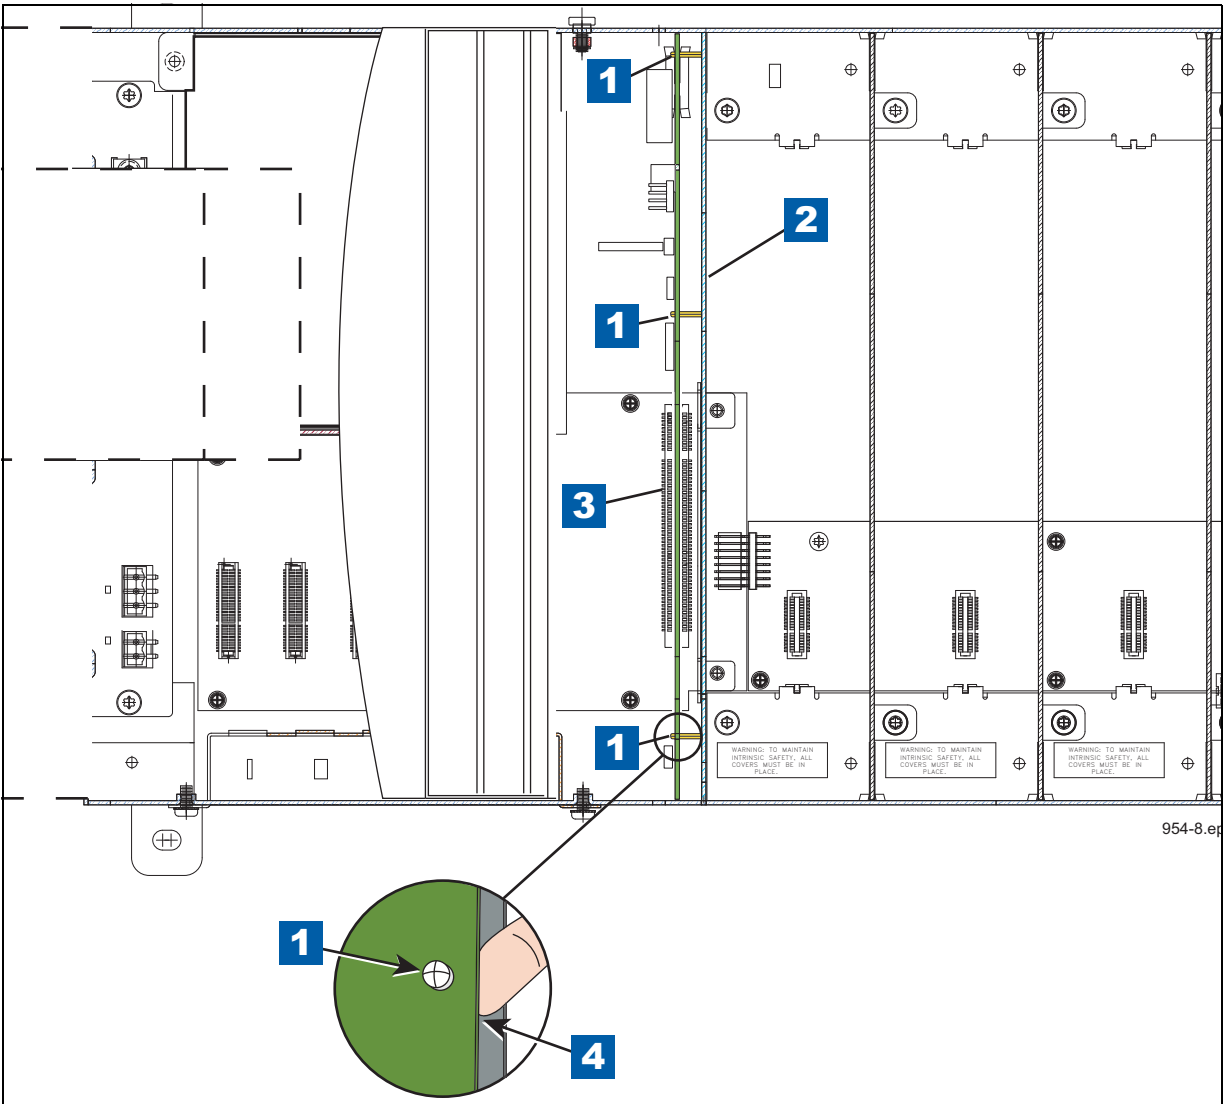 1
2
1
3
1
WARNING: TO MAINTAIN
INTRINSIC SAFETY, ALL
COVERS MUST BE IN
PLACE.
WARNING: TO MAINTAIN
INTRINSIC SAFETY, ALL
COVERS MUST BE IN
PLACE.
WARNING: TO MAINTAIN
INTRINSIC SAFETY, ALL
COVERS MUST BE IN
PLACE.
954-8.ep
1
4